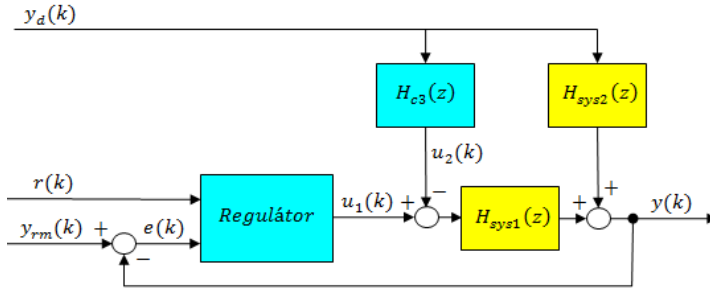 y_d(k)
H_c3(z)
H_sys2(z)
u_2(k)
r(k)
Regulátor
u_1(k)
+
−
H_sys1(z)
+
+
y(k)
y_rm(k)
+
e(k)
−